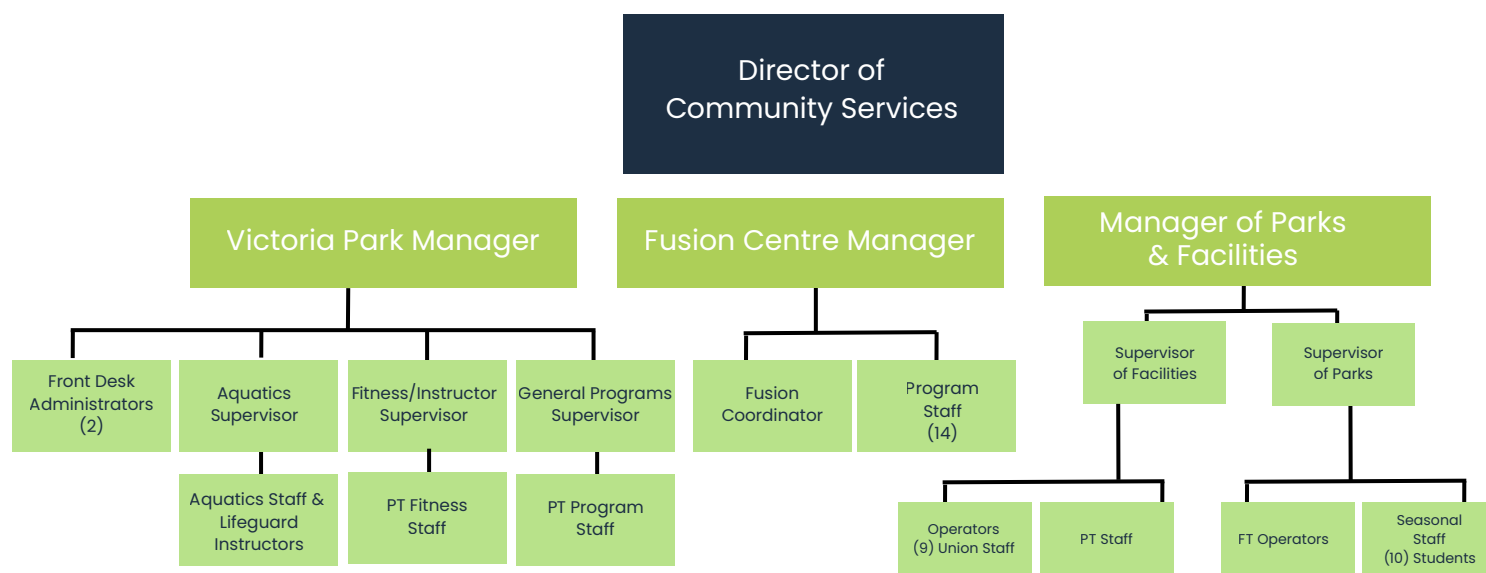 Director of
Community Services
Victoria Park Manager
Fusion Centre Manager
Manager of Parks
& Facilities
Supervisor
of Facilities
Supervisor
of Parks
Front Desk
Administrators
(2)
Aquatics
Supervisor
Fitness/Instructor
Supervisor
General Programs
Supervisor
Fusion
Coordinator
Program
Staff
(14)
Aquatics Staff &
Lifeguard
Instructors
PT Fitness
Staff
PT Program
Staff
Operators
(9) Union Staff
PT Staff
FT Operators
Seasonal
Staff
(10) Students